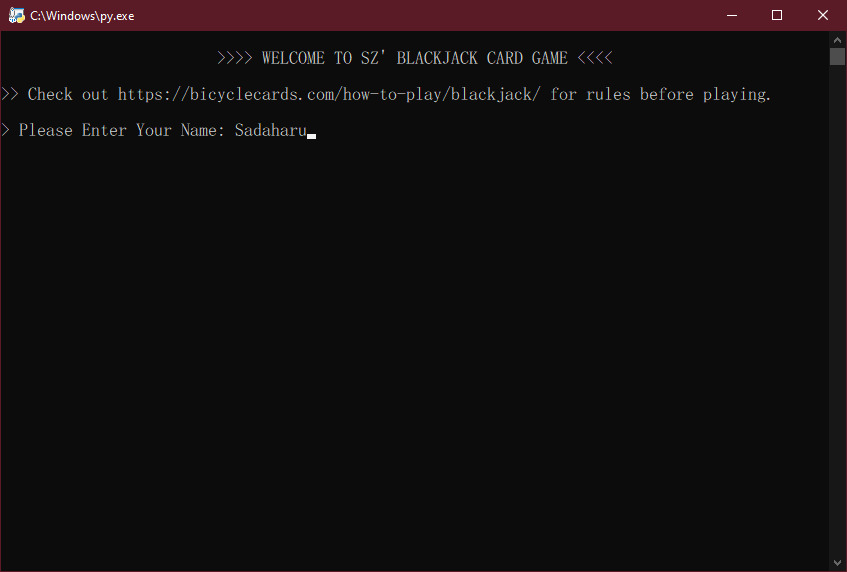 C:\Windows\py.exe
>>>> WELCOME TO SZ' BLACKJACK CARD GAME <<<<
>> Check out https://bicyclecards.com/how-to-play/blackjack/ for rules before playing.
> Please Enter Your Name: Sadaharu